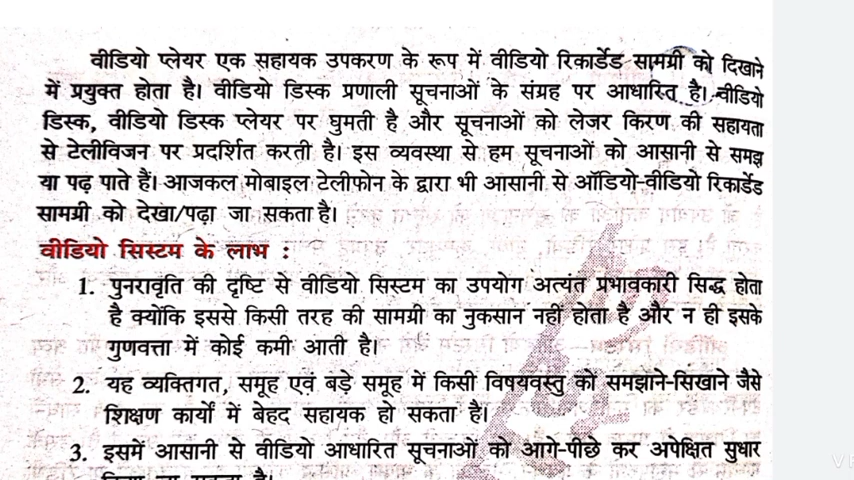 वीडियो प्लेयर एक सहायक उपकरण के रूप में वीडियो रिकार्डेड सामग्री को दिखाने
में प्रयुक्त होता है। वीडियो डिस्क प्रणाली सूचनाओं के संग्रह पर आधारित है। वीडियो
डिस्क, वीडियो डिस्क प्लेयर पर घुमती है और सूचनाओं को लेजर किरण की सहायता
से टेलीविजन पर प्रदर्शित करती है। इस व्यवस्था से हम सूचनाओं को आसानी से समझ
या पढ़ पाते हैं। आजकल मोबाइल टेलीफोन के द्वारा भी आसानी से ऑडियो-वीडियो रिकार्डेड
सामग्री को देखा/पढ़ा जा सकता है।
वीडियो सिस्टम के लाभ :
1. पुनरावृति की दृष्टि से वीडियो सिस्टम का उपयोग अत्यंत प्रभावकारी सिद्ध होता
है क्योंकि इससे किसी तरह की सामग्री का नुकसान नहीं होता है और न ही इसके
गुणवत्ता में कोई कमी आती है।
2. यह व्यक्तिगत, समूह एवं बड़े समूह में किसी विषयवस्तु को समझाने-सिखाने जैसे
शिक्षण कार्यों में बेहद सहायक हो सकता है।
3. इसमें आसानी से वीडियो आधारित सूचनाओं को आगे-पीछे कर अपेक्षित सुधार